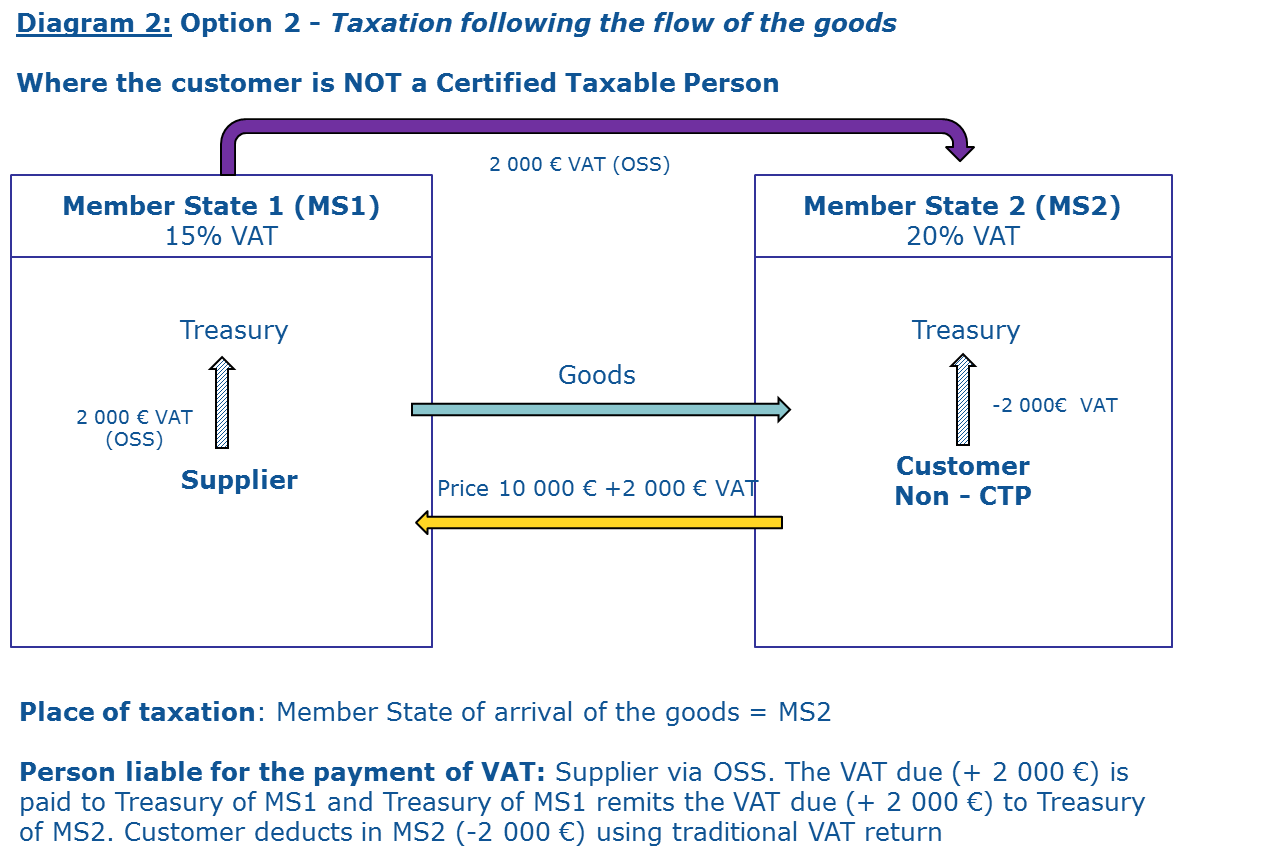 Diagram 2: Option 2 - Taxation following the flow of the goods
Where the customer is NOT a Certified Taxable Person
2 000 € VAT (OSS)
Member State 1 (MS1)
15% VAT
Member State 2 (MS2)
20% VAT
Treasury
Treasury
Goods
2 000 € VAT
(OSS)
-2 000€  VAT
Supplier
Customer
Non - CTP
Price 10 000 € +2 000 € VAT
Place of taxation: Member State of arrival of the goods = MS2
Person liable for the payment of VAT: Supplier via OSS. The VAT due (+ 2 000 €) is
paid to Treasury of MS1 and Treasury of MS1 remits the VAT due (+ 2 000 €) to Treasury
of MS2. Customer deducts in MS2 (-2 000 €) using traditional VAT return